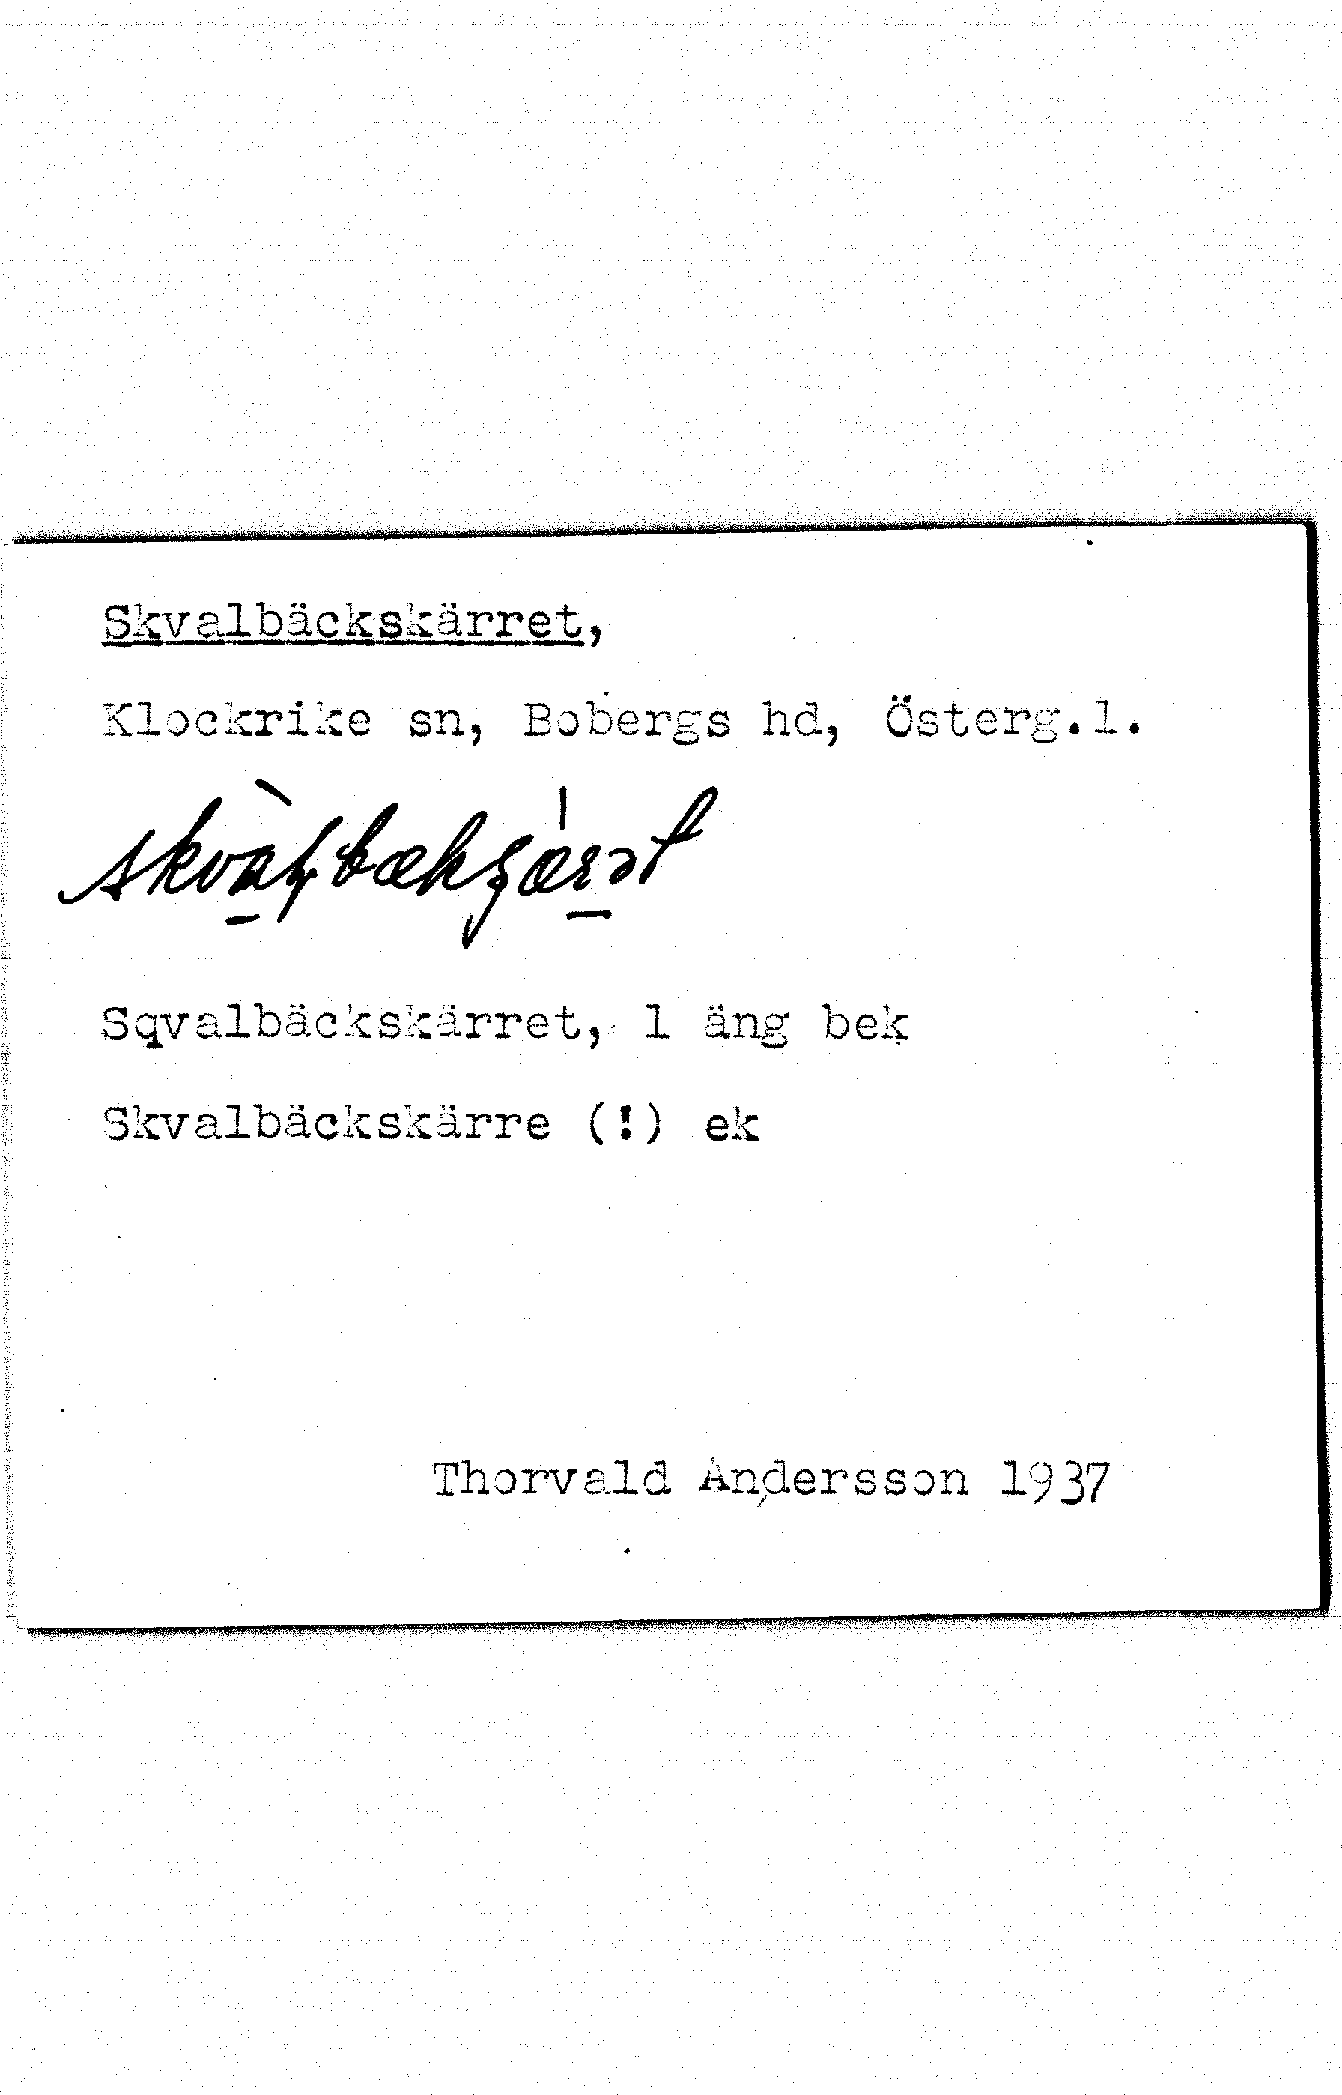 Skvalbäckskärret,
Klockrike sn, Bobergs hd, Österg.l.
Sqvalbäckskärret, 1 äng bek
Skvalbäckskärre (!) ek
Thorvald Andersson 1937